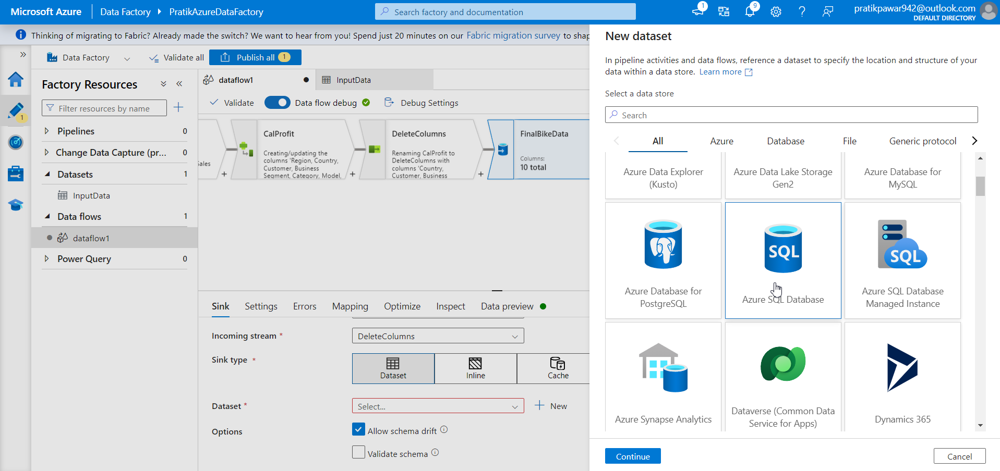 Microsoft Azure
Data Factory
PratikAzureDataFactory
Search factory and documentation
1
9
pratikpawar942@outlook.com
DEFAULT DIRECTORY
Thinking of migrating to Fabric? Already made the switch? We want to hear from you! Spend just 20 minutes on our Fabric migration survey to shap
Data Factory
Validate all
Publish all 1
Factory Resources
Filter resources by name
1
Pipelines 0
Change Data Capture (pr... 0
Datasets 1
InputData
Data flows 1
dataflow1
Power Query 0
dataflow1
InputData
Validate
Data flow debug
Debug Settings
Sales
+
CalProfit
Creating/updating the
columns 'Region, Country,
Customer, Business
Segment, Category, Model,
+
DeleteColumns
Renaming CalProfit to
DeleteColumns with
columns 'Country,
Customer, Business
+
FinalBikeData
Columns:
10 total
Sink
Settings
Errors
Mapping
Optimize
Inspect
Data preview
Incoming stream *
DeleteColumns
Sink type *
Dataset
Inline
Cache
Dataset *
Select...
New
Options
Allow schema drift
Validate schema
New dataset
In pipeline activities and data flows, reference a dataset to specify the location and structure of your
data within a data store. Learn more
Select a data store
Search
All
Azure
Database
File
Generic protocol
Azure Data Explorer
(Kusto)
Azure Data Lake Storage
Gen2
Azure Database for
MySQL
Azure Database for
PostgreSQL
SQL
Azure SQL Database
SQL
Azure SQL Database
Managed Instance
Azure Synapse Analytics
Dataverse (Common Data
Service for Apps)
Dynamics 365
Continue
Cancel